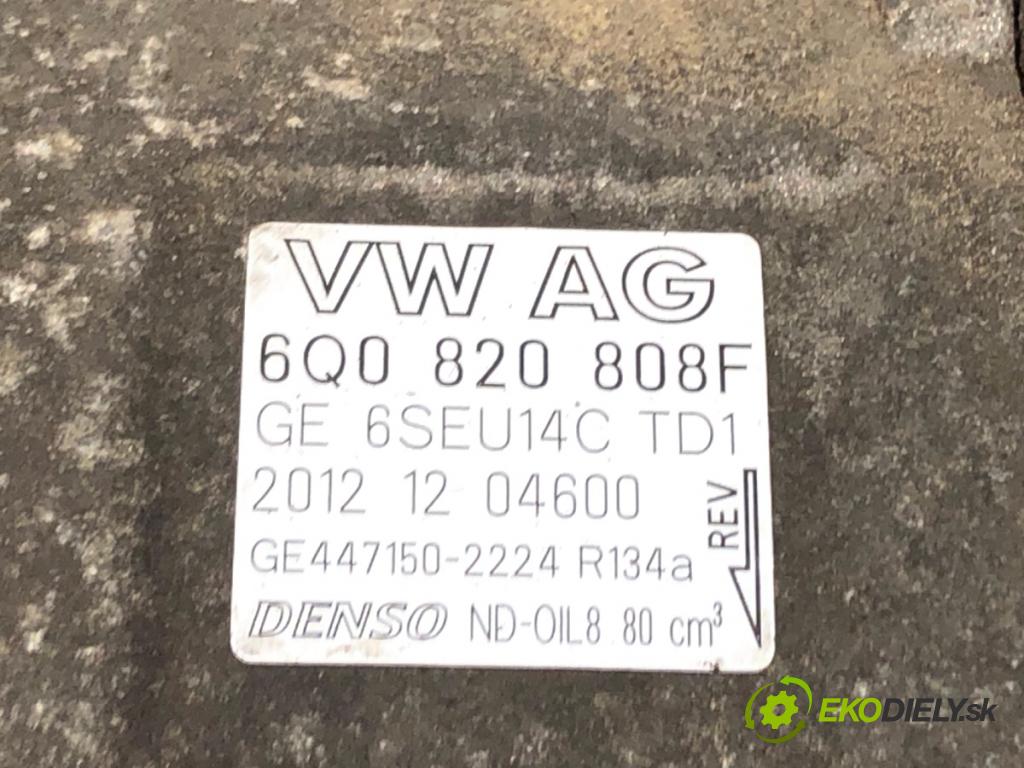 VW AG
6Q0 820 808F
GE 6SEU14C TD1
2012 12 04600
REV
GE447150-2224 R134a
DENSO ND-OIL8 80 cm³
EKODIELY.sk